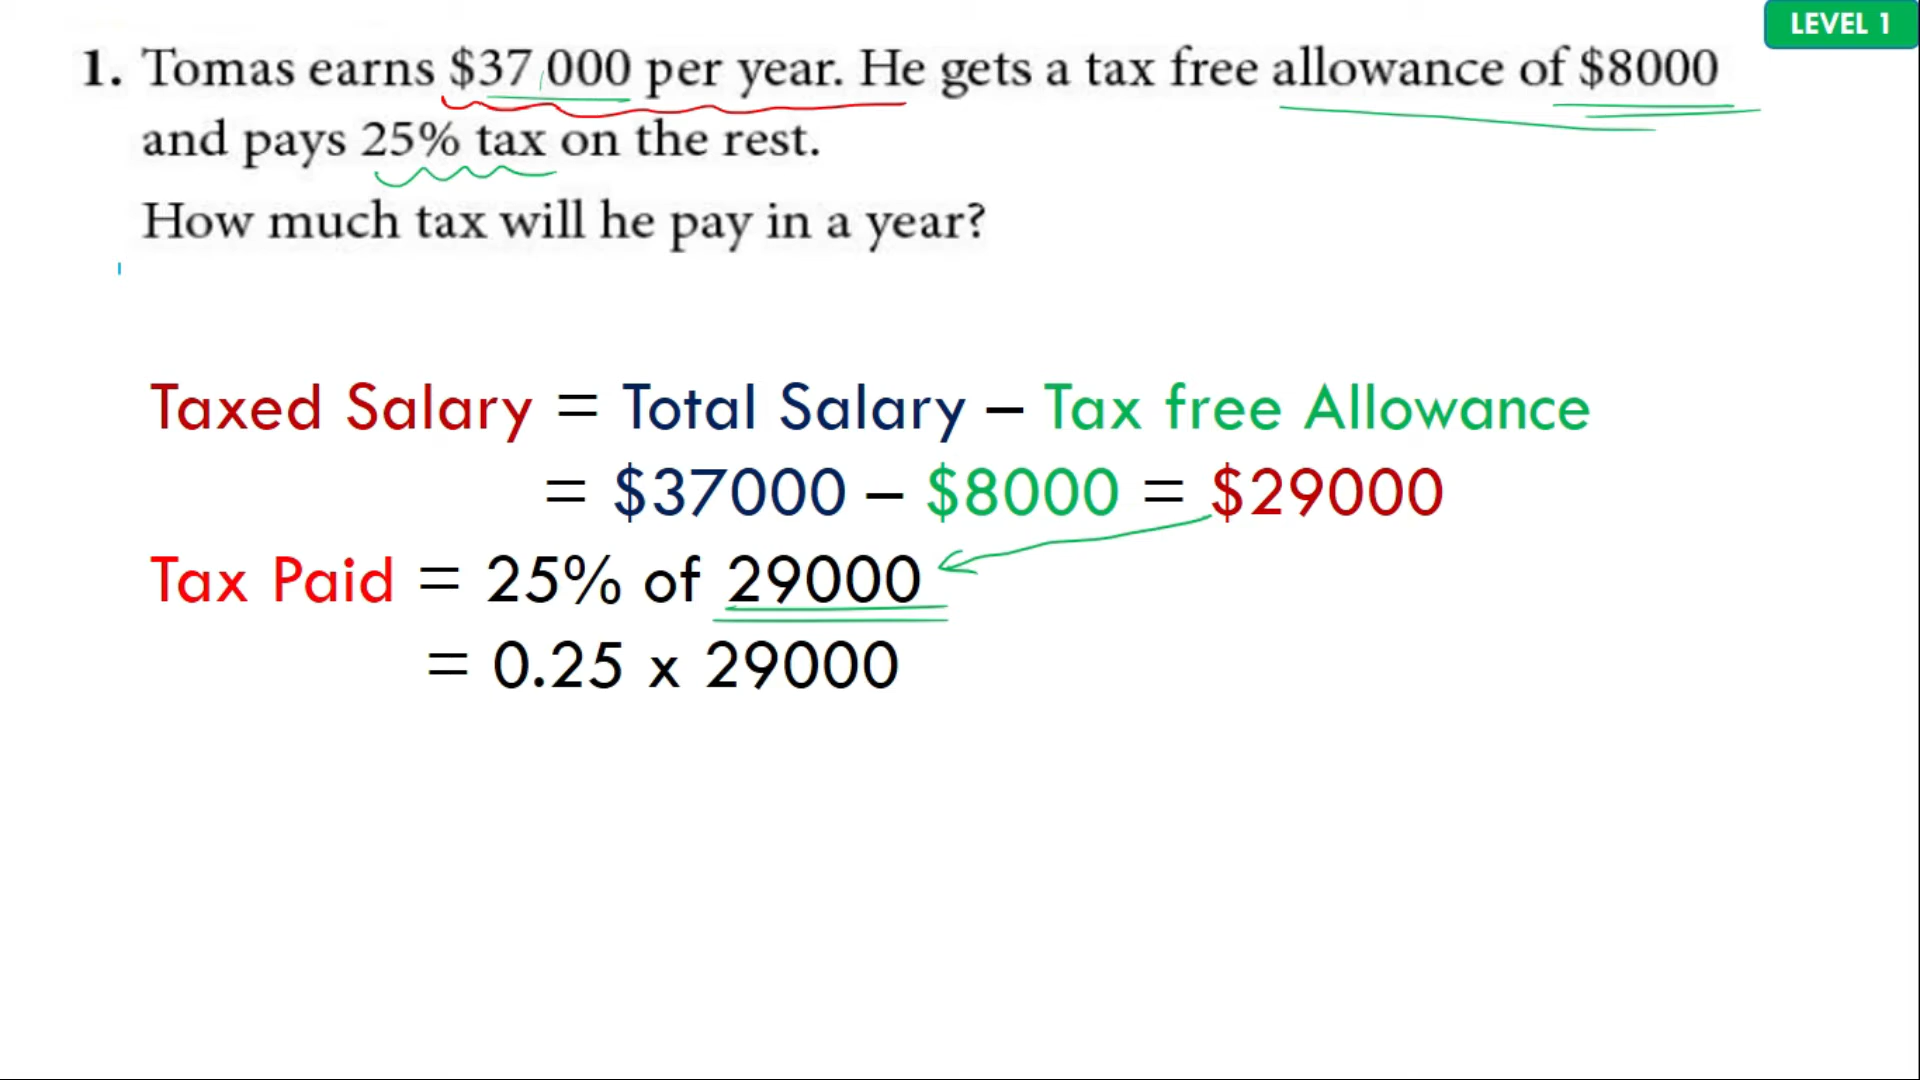 LEVEL 1
1. Tomas earns $37 000 per year. He gets a tax free allowance of $8000
and pays 25% tax on the rest.
How much tax will he pay in a year?
Taxed Salary = Total Salary – Tax free Allowance
= $37000 – $8000 = $29000
Tax Paid = 25% of 29000
= 0.25 x 29000